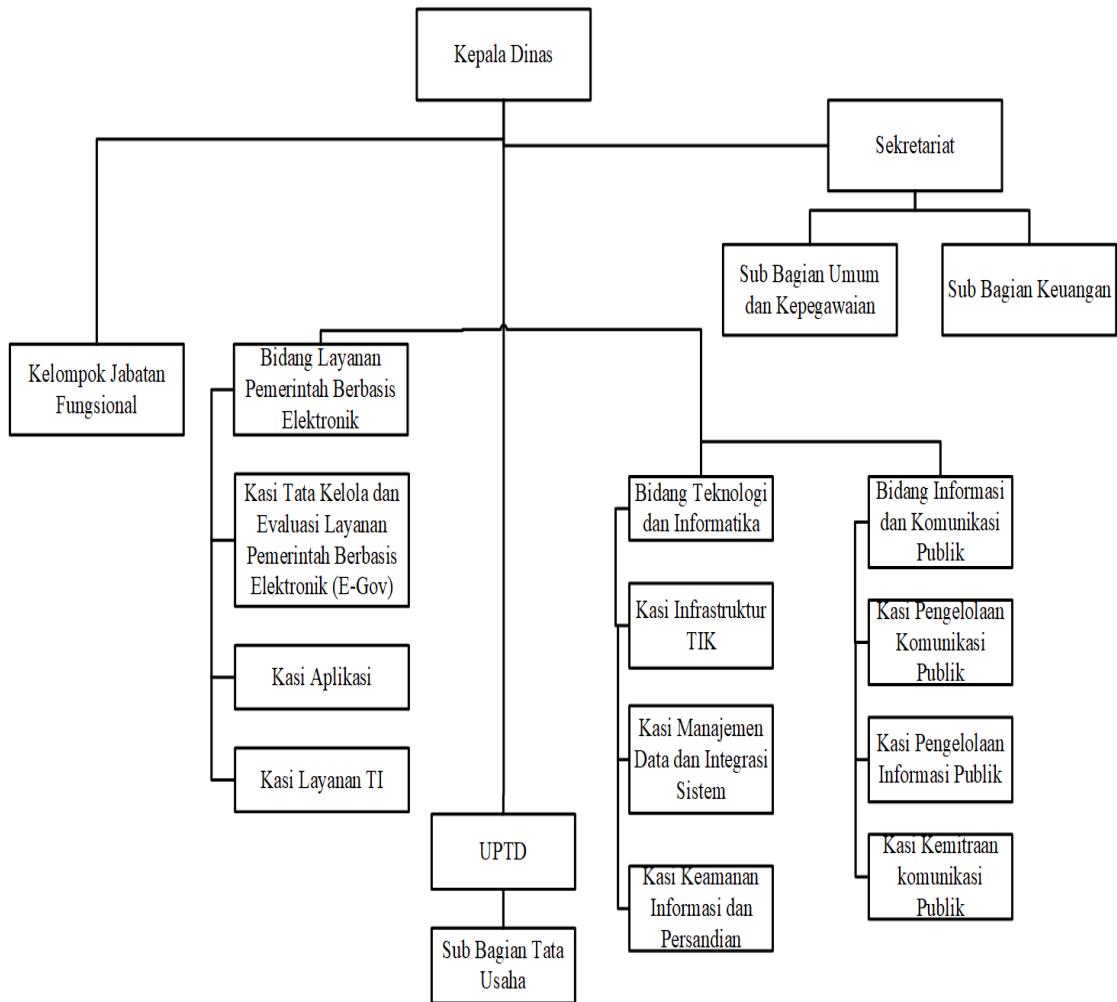 Kepala Dinas
Sekretariat
Sub Bagian Umum
dan Kepegawaian
Sub Bagian Keuangan
Kelompok Jabatan
Fungsional
Bidang Layanan
Pemerintah Berbasis
Elektronik
Kasi Tata Kelola dan
Evaluasi Layanan
Pemerintah Berbasis
Elektronik (E-Gov)
Kasi Aplikasi
Kasi Layanan TI
UPTD
Sub Bagian Tata
Usaha
Bidang Teknologi
dan Informatika
Kasi Infrastruktur
TIK
Kasi Manajemen
Data dan Integrasi
Sistem
Kasi Keamanan
Informasi dan
Persandian
Bidang Informasi
dan Komunikasi
Publik
Kasi Pengelolaan
Komunikasi
Publik
Kasi Pengelolaan
Informasi Publik
Kasi Kemitraan
komunikasi
Publik